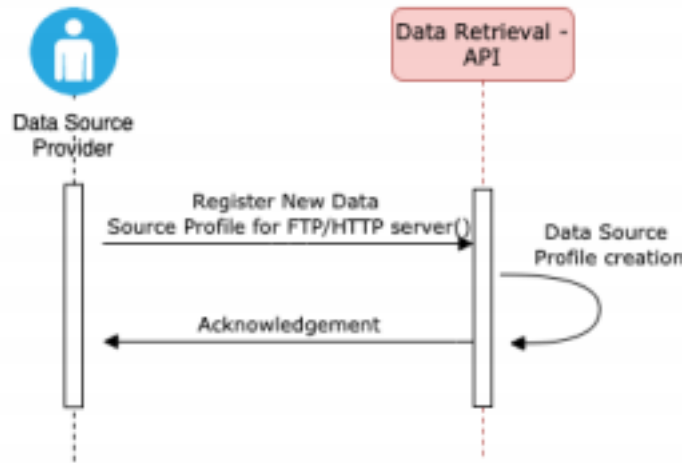 Data Retrieval -
API
Data Source
Provider
Register New Data
Source Profile for FTP/HTTP server()
Data Source
Profile creation
Acknowledgement